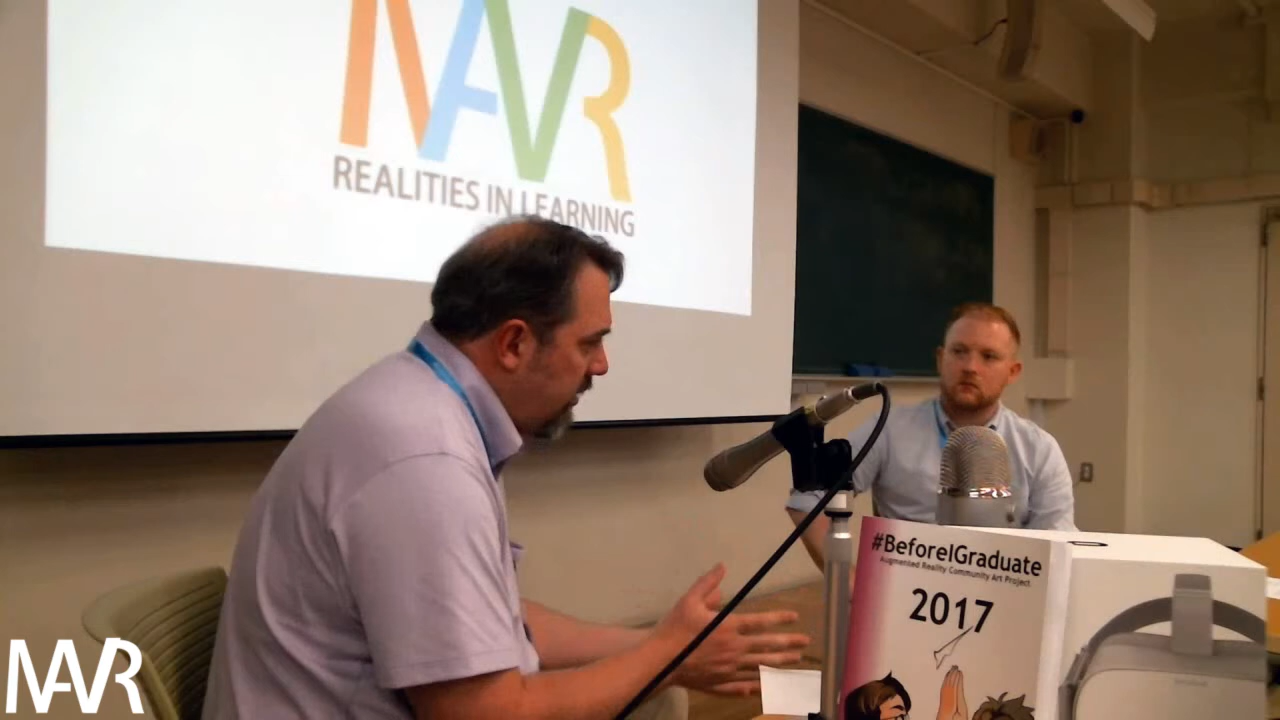 MAVR
REALITIES IN LEARNING
#BeforeIGraduate
Augmented Reality Community Art Project
2017
MAVR